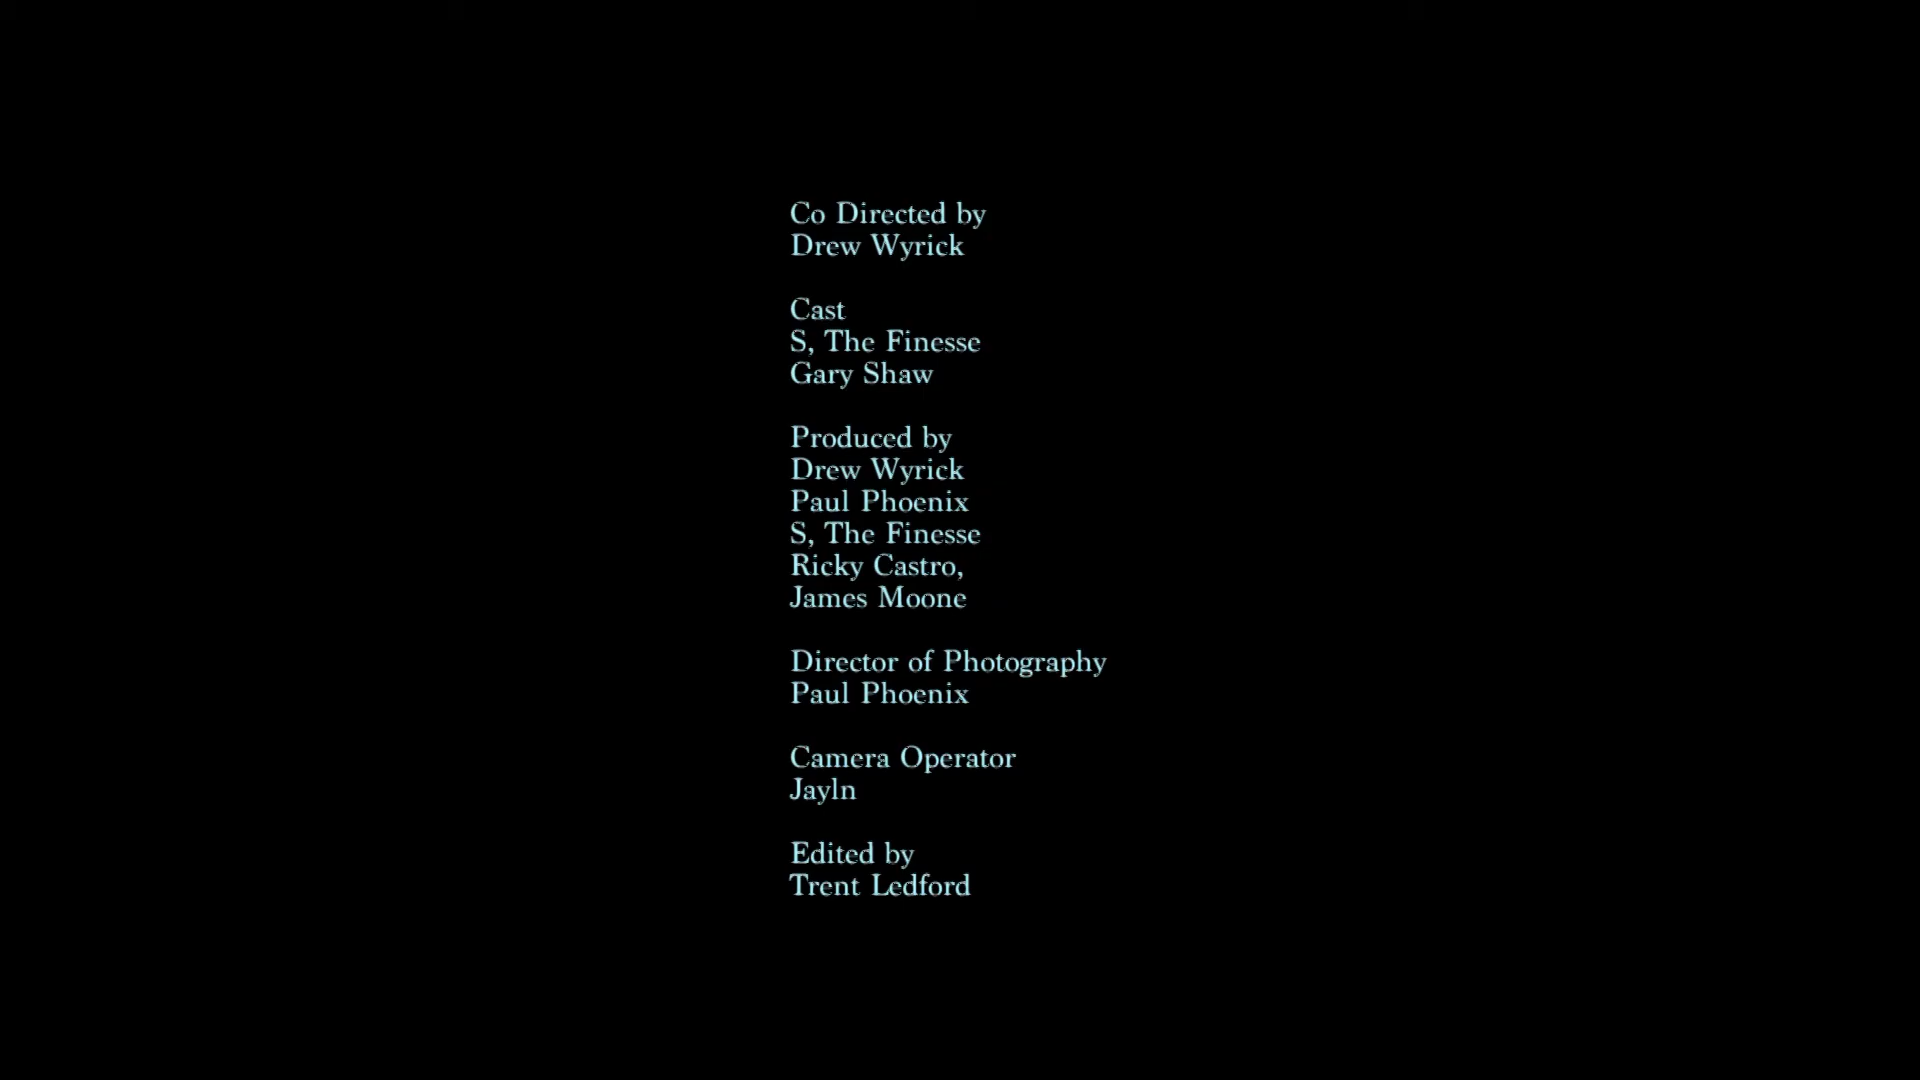 Co Directed by
Drew Wyrick
Cast
S, The Finesse
Gary Shaw
Produced by
Drew Wyrick
Paul Phoenix
S, The Finesse
Ricky Castro,
James Moone
Director of Photography
Paul Phoenix
Camera Operator
Jayln
Edited by
Trent Ledford